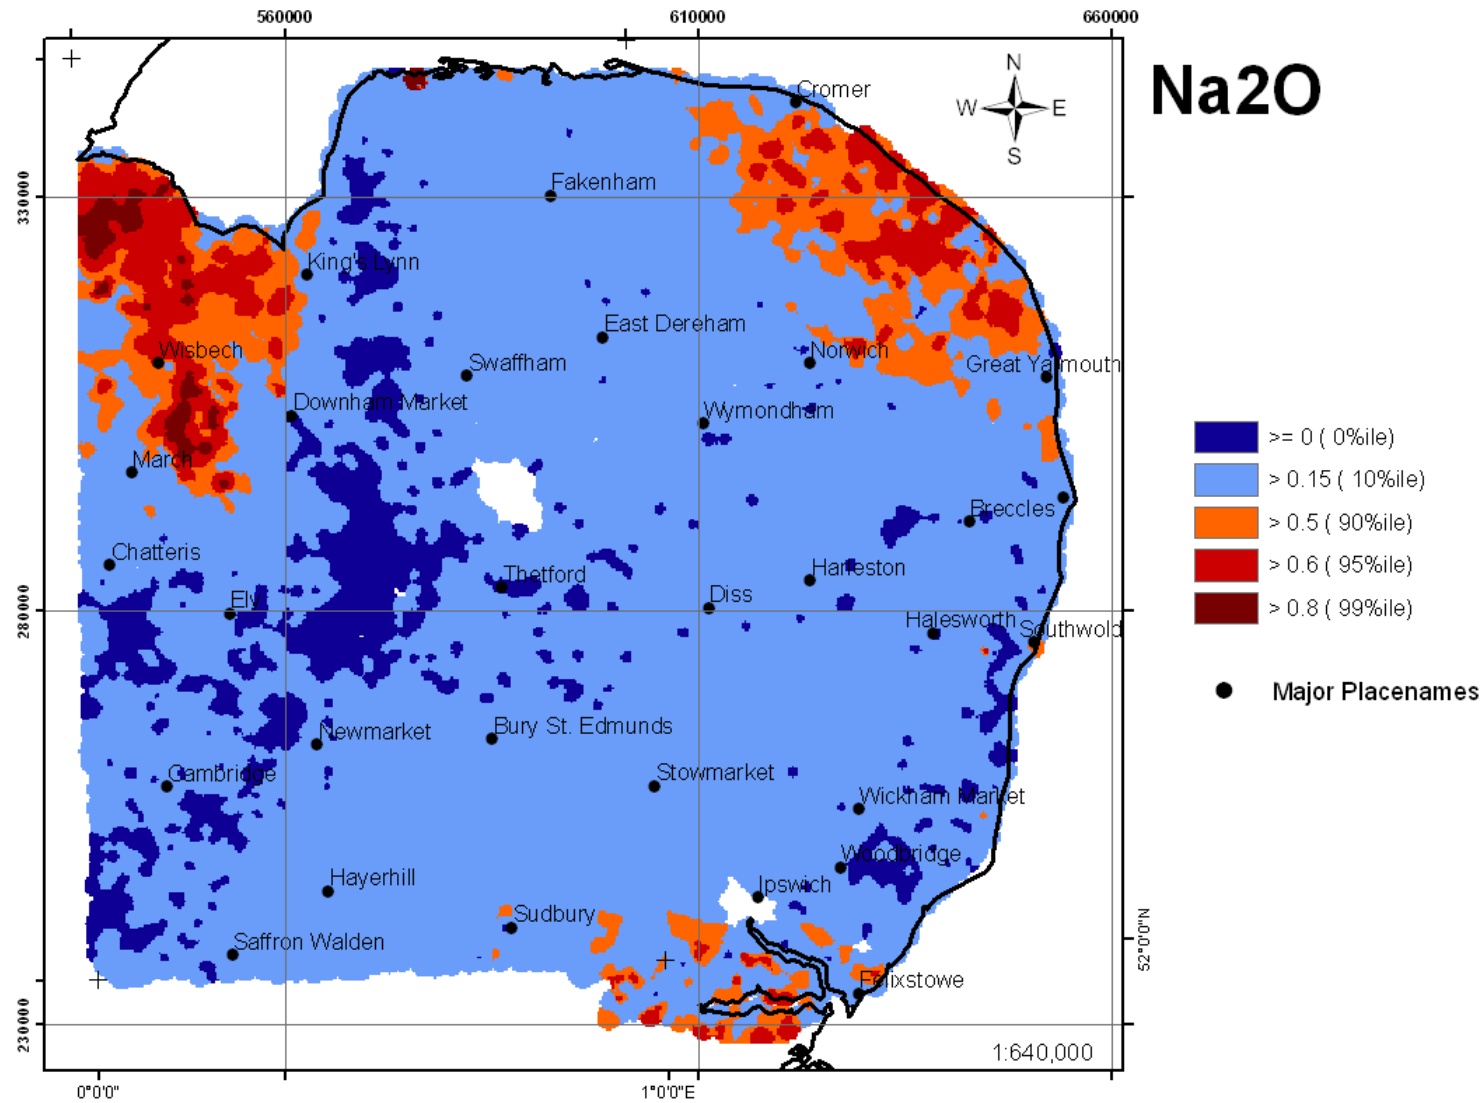 560000
610000
660000
Na2O
N
W E
S
Cromer
330000
Fakenham
King's Lynn
East Dereham
Wisbech
Swaffham
Norwich
Great Yarmouth
Downham Market
Wymondham
>= 0 ( 0%ile)
March
> 0.15 ( 10%ile)
Breccles
> 0.5 ( 90%ile)
Chatteris
Thetford
Harleston
> 0.6 ( 95%ile)
280000
Ely
Diss
> 0.8 ( 99%ile)
Halesworth
Southwold
Major Placenames
Newmarket
Bury St. Edmunds
Cambridge
Stowmarket
Wickham Market
Woodbridge
Hayerhill
Ipswich
Sudbury
Saffron Walden
52°0'0"N
Felixstowe
230000
1:640,000
0°0'0"
1°0'0"E